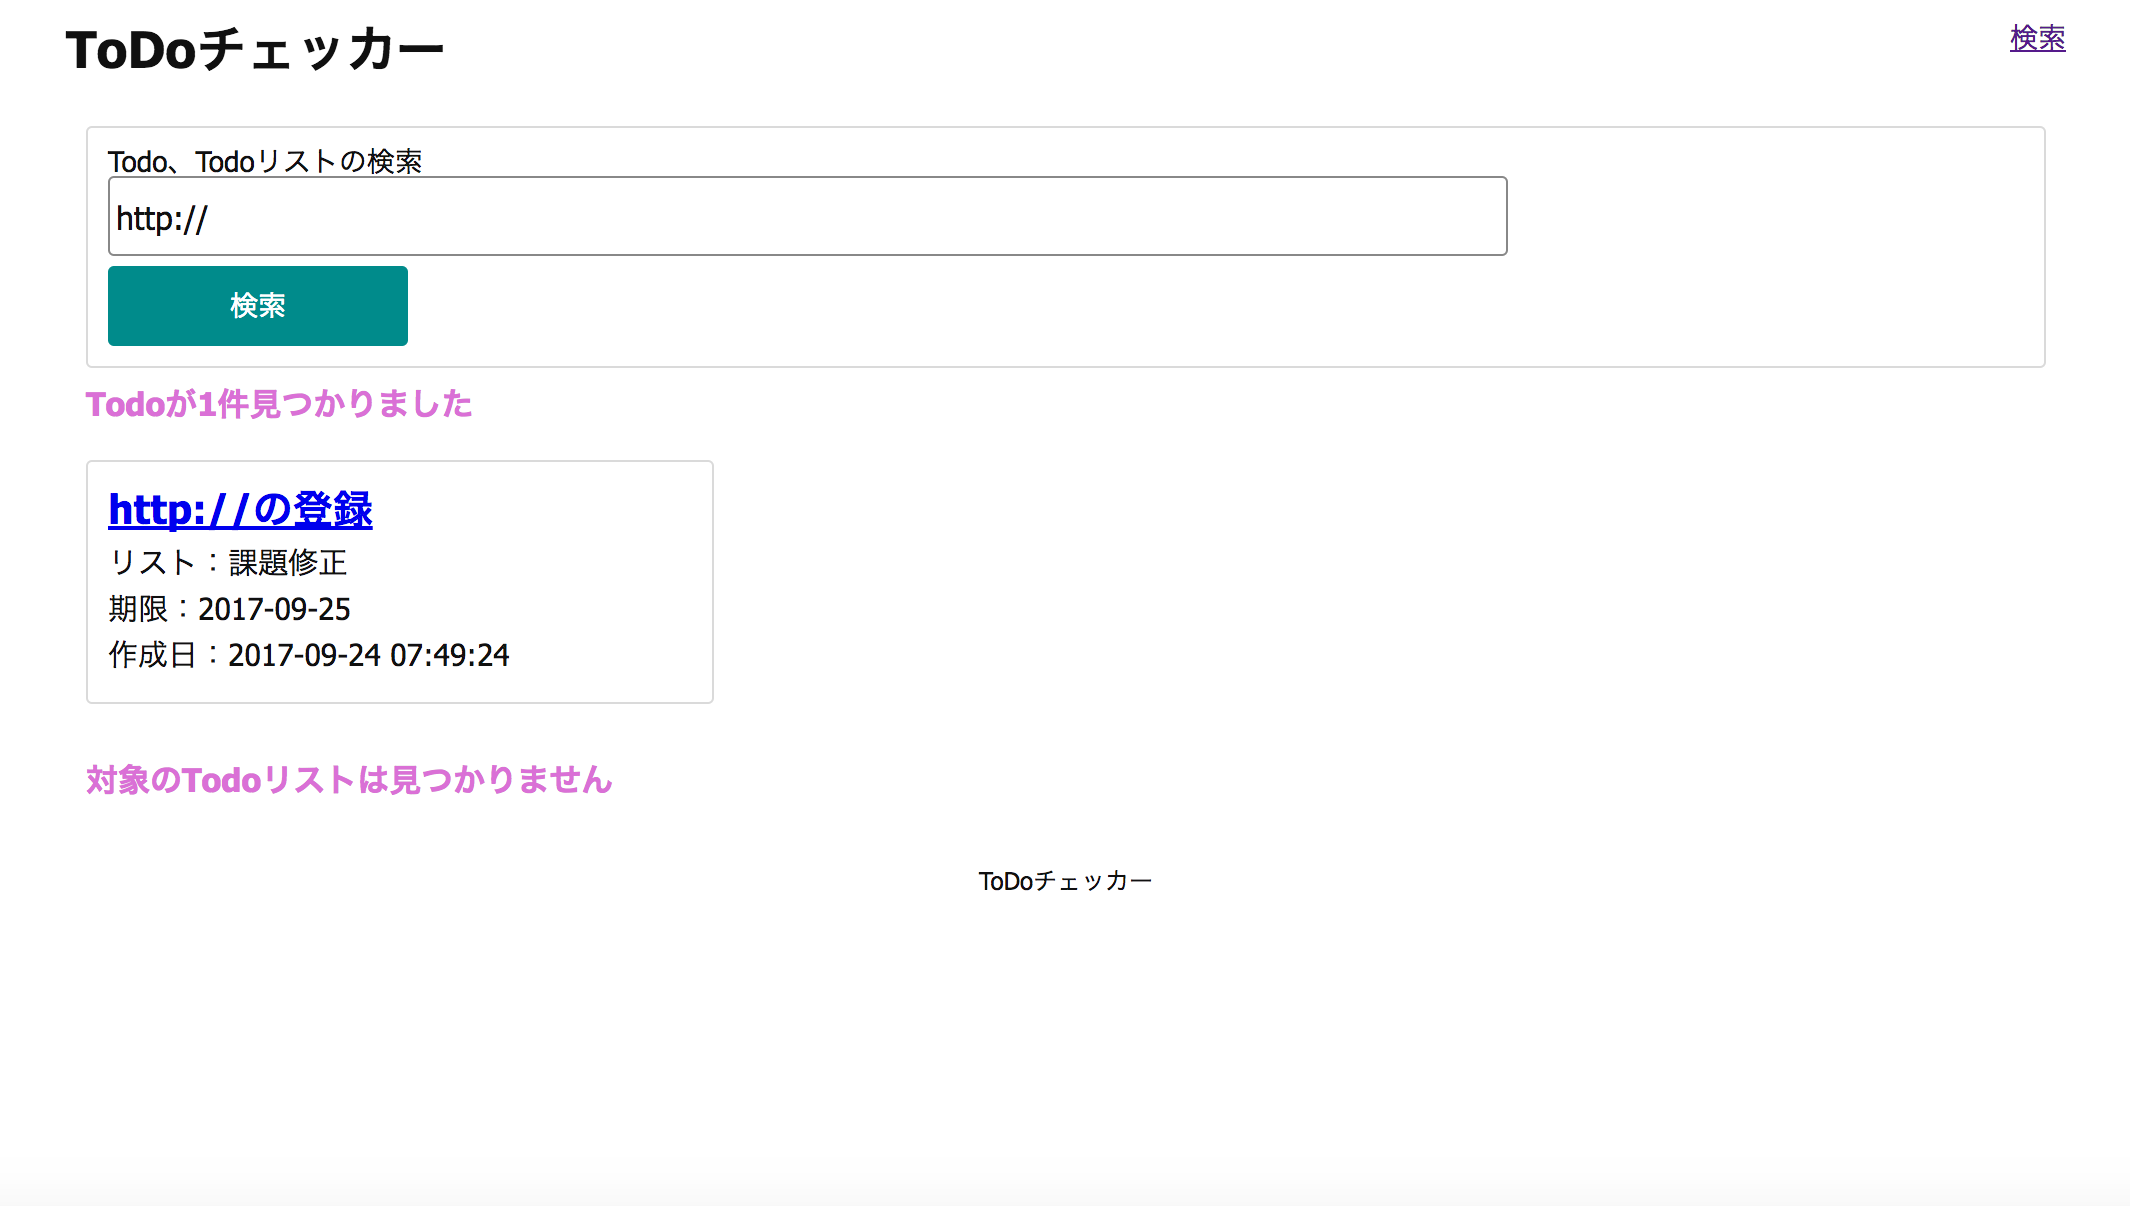 ToDoチェッカー
検索
Todo、Todoリストの検索
http://
検索
Todoが1件見つかりました
http://の登録
リスト：課題修正
期限：2017-09-25
作成日：2017-09-24 07:49:24
対象のTodoリストは見つかりません
ToDoチェッカー